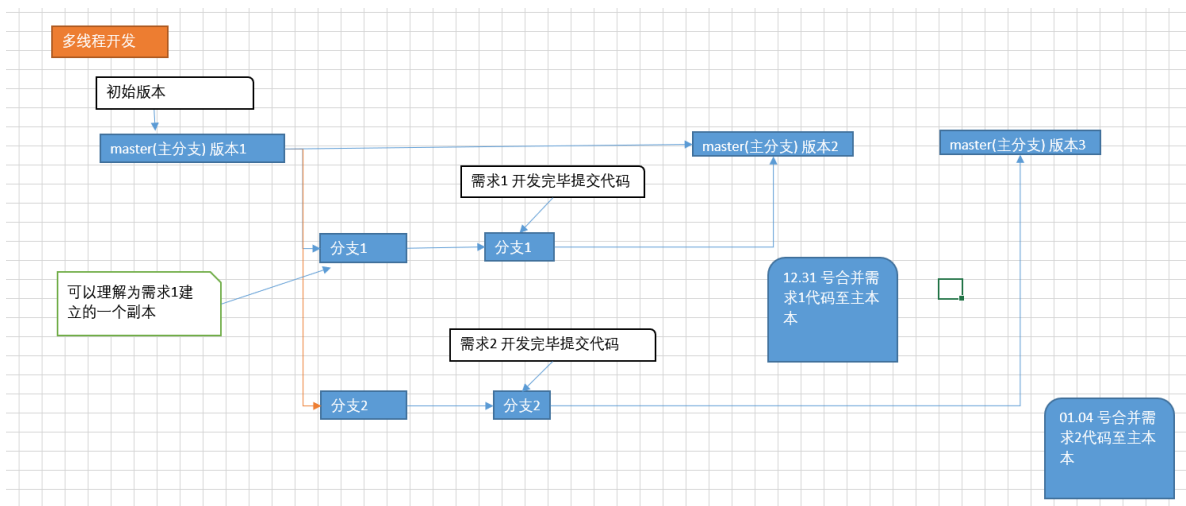 多线程开发
初始版本
master(主分支) 版本1
master(主分支) 版本2
master(主分支) 版本3
需求1 开发完毕提交代码
分支1
分支1
可以理解为需求1建
立的一个副本
12.31 号合并需
求1代码至主本
本
需求2 开发完毕提交代码
分支2
分支2
01.04 号合并需
求2代码至主本
本